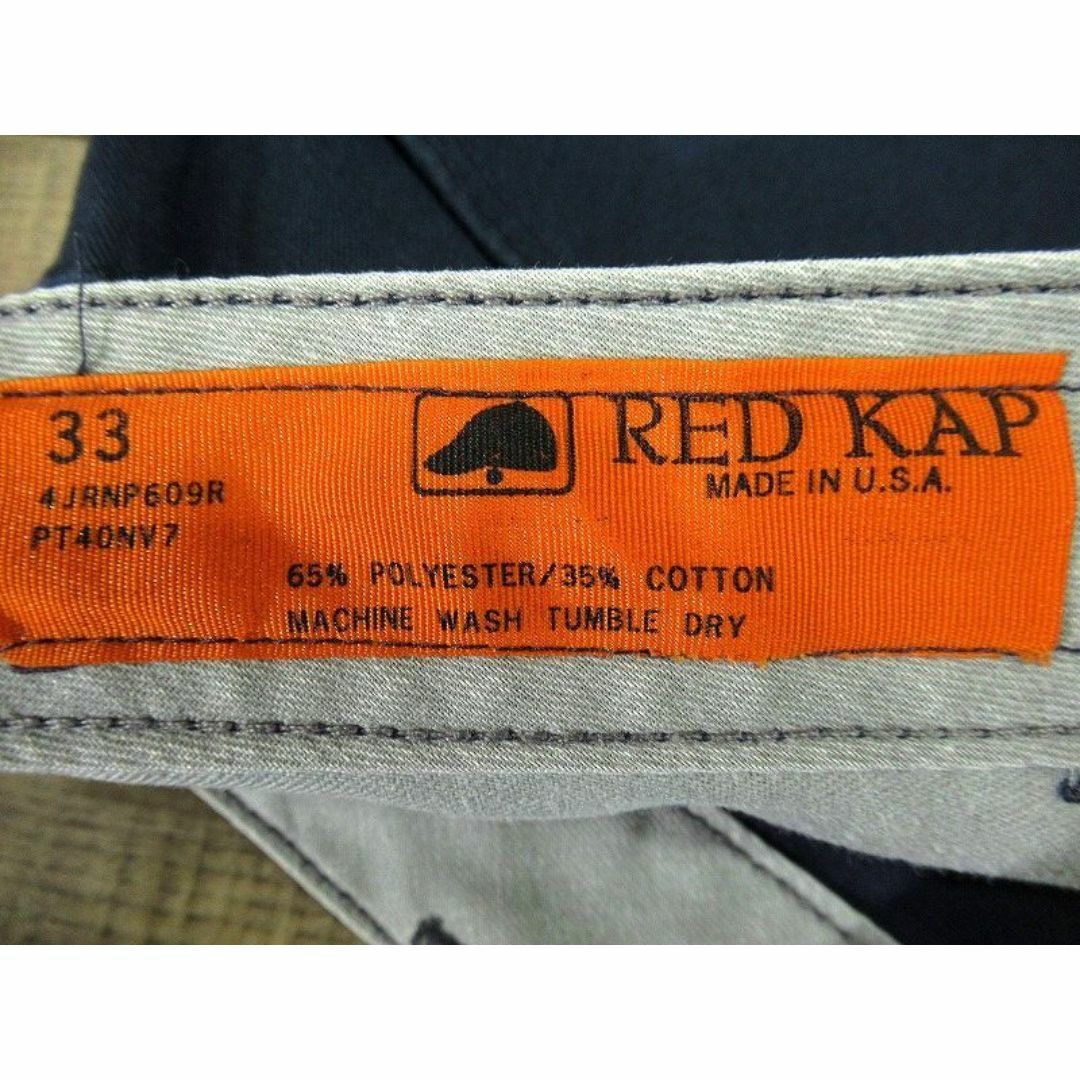 33
4JRNP609R
PT40NV7
RED KAP
MADE IN U.S.A.
65% POLYESTER/35% COTTON
MACHINE WASH TUMBLE DRY